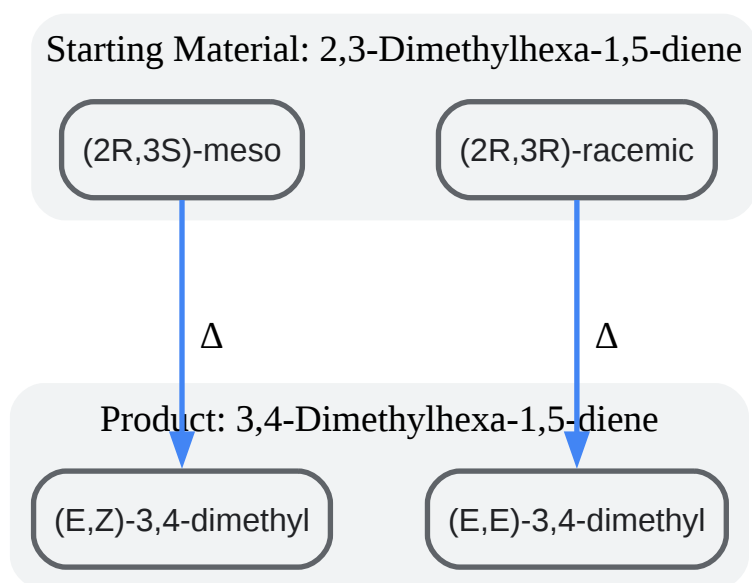 Starting Material: 2,3-Dimethylhexa-1,5-diene
(2R,3S)-meso
(2R,3R)-racemic
Δ
Δ
Product: 3,4-Dimethylhexa-1,5-diene
(E,Z)-3,4-dimethyl
(E,E)-3,4-dimethyl